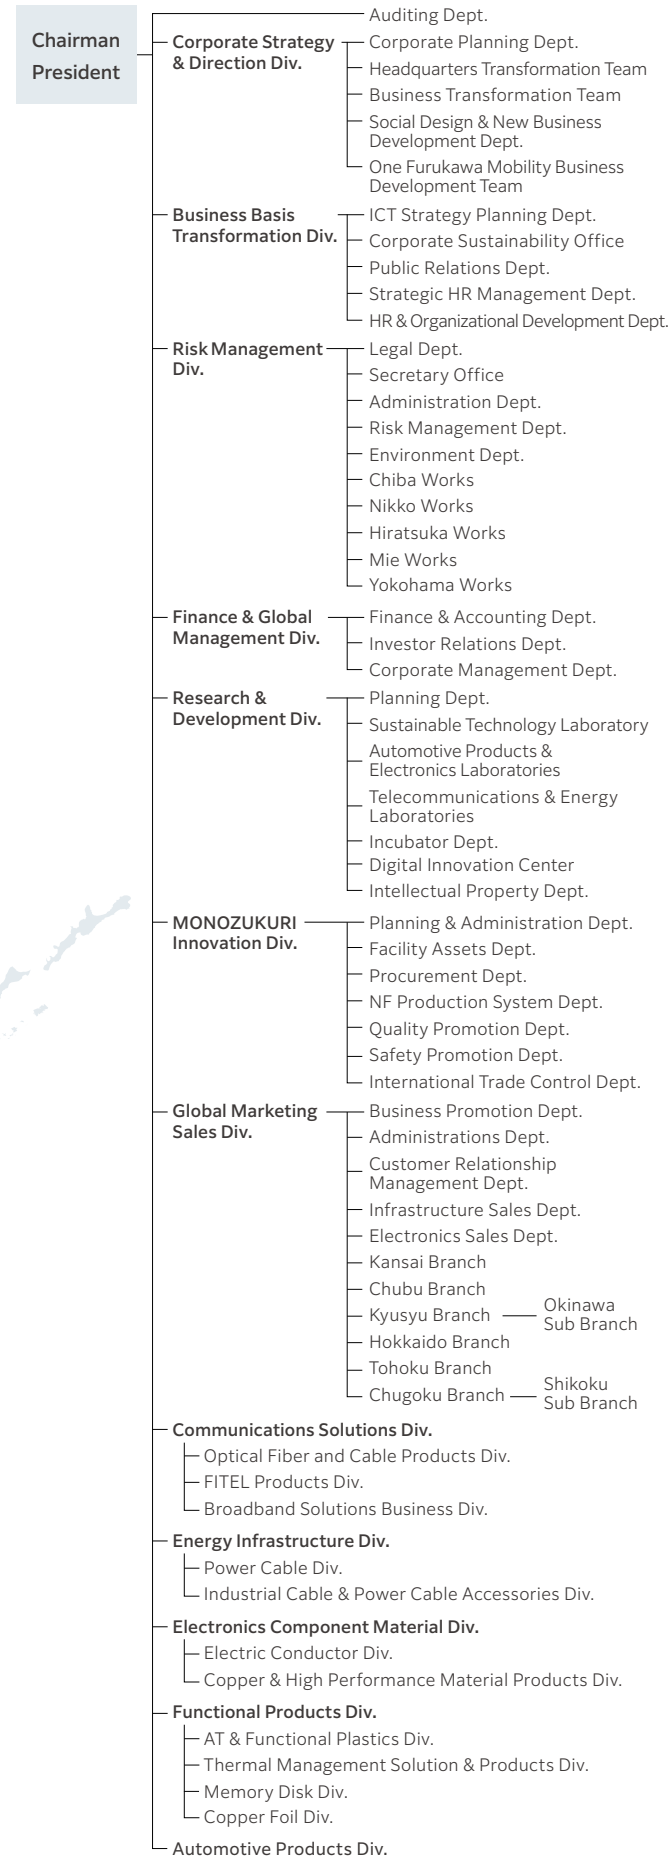 Chairman
President
Auditing Dept.
Corporate Strategy
& Direction Div.
Corporate Planning Dept.
Headquarters Transformation Team
Business Transformation Team
Social Design & New Business
Development Dept.
One Furukawa Mobility Business
Development Team
Business Basis
Transformation Div.
ICT Strategy Planning Dept.
Corporate Sustainability Office
Public Relations Dept.
Strategic HR Management Dept.
HR & Organizational Development Dept.
Risk Management
Div.
Legal Dept.
Secretary Office
Administration Dept.
Risk Management Dept.
Environment Dept.
Chiba Works
Nikko Works
Hiratsuka Works
Mie Works
Yokohama Works
Finance & Global
Management Div.
Finance & Accounting Dept.
Investor Relations Dept.
Corporate Management Dept.
Research &
Development Div.
Planning Dept.
Sustainable Technology Laboratory
Automotive Products &
Electronics Laboratories
Telecommunications & Energy
Laboratories
Incubator Dept.
Digital Innovation Center
Intellectual Property Dept.
MONOZUKURI
Innovation Div.
Planning & Administration Dept.
Facility Assets Dept.
Procurement Dept.
NF Production System Dept.
Quality Promotion Dept.
Safety Promotion Dept.
International Trade Control Dept.
Global Marketing
Sales Div.
Business Promotion Dept.
Administrations Dept.
Customer Relationship
Management Dept.
Infrastructure Sales Dept.
Electronics Sales Dept.
Kansai Branch
Chubu Branch
Kyusyu Branch
Okinawa
Sub Branch
Hokkaido Branch
Tohoku Branch
Chugoku Branch
Shikoku
Sub Branch
Communications Solutions Div.
Optical Fiber and Cable Products Div.
FITEL Products Div.
Broadband Solutions Business Div.
Energy Infrastructure Div.
Power Cable Div.
Industrial Cable & Power Cable Accessories Div.
Electronics Component Material Div.
Electric Conductor Div.
Copper & High Performance Material Products Div.
Functional Products Div.
AT & Functional Plastics Div.
Thermal Management Solution & Products Div.
Memory Disk Div.
Copper Foil Div.
Automotive Products Div.